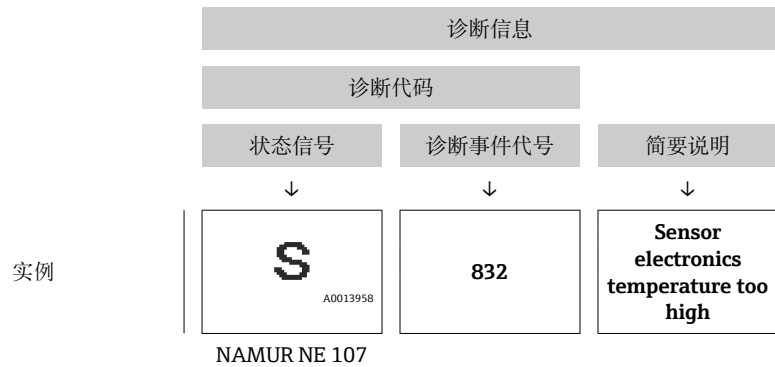 诊断信息
诊断代码
状态信号 诊断事件代号 简要说明
↓ ↓ ↓
实例
S
A0013958
832
Sensor
electronics
temperature too
high
NAMUR NE 107